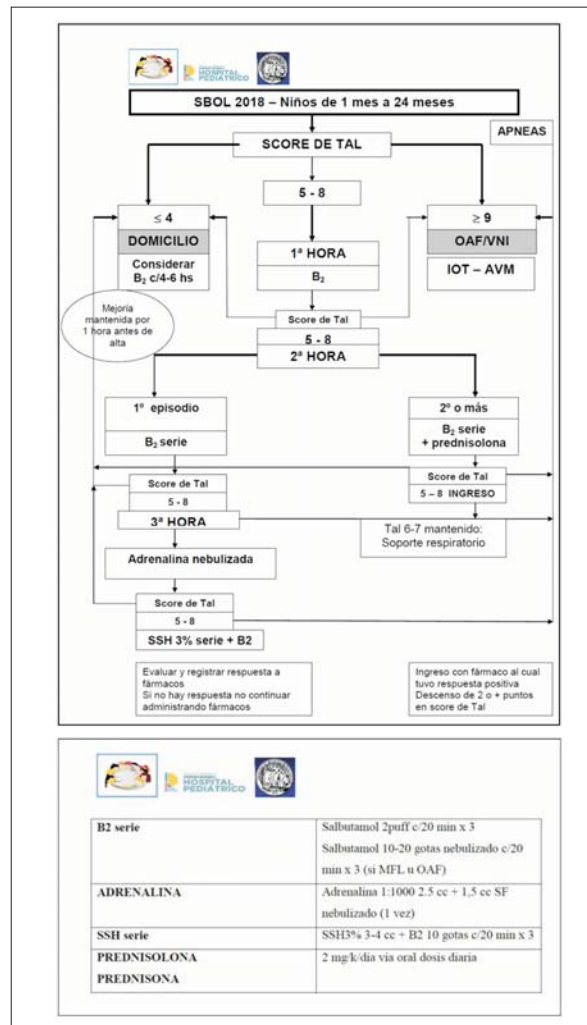 HOSPITAL
PEDIÁTRICO
SBOL 2018 – Niños de 1 mes a 24 meses
APNEAS
SCORE DE TAL
5 - 8
≤ 4
DOMICILIO
Considerar
B2 c/4-6 hs
1ª HORA
B2
≥ 9
OAF/VNI
IOT – AVM
Mejoría
mantenida por
1 hora antes de
alta
Score de Tal
5 - 8
2ª HORA
1º episodio
B2 serie
2º o más
B2 serie
+ prednisolona
Score de Tal
5 - 8
3ª HORA
Score de Tal
5 – 8 INGRESO
Tal 6-7 mantenido:
Soporte respiratorio
Adrenalina nebulizada
Score de Tal
5 - 8
SSH 3% serie + B2
Evaluar y registrar respuesta a
fármacos
Si no hay respuesta no continuar
administrando fármacos
Ingreso con fármaco al cual
tuvo respuesta positiva
Descenso de 2 o + puntos
en score de Tal
HOSPITAL
PEDIÁTRICO
B2 serie
Salbutamol 2puff c/20 min x 3
Salbutamol 10-20 gotas nebulizado c/20
min x 3 (si MFL u OAF)
ADRENALINA
Adrenalina 1:1000 2.5 cc + 1,5 cc SF
nebulizado (1 vez)
SSH serie
SSH3% 3-4 cc + B2 10 gotas c/20 min x 3
PREDNISOLONA
PREDNISONA
2 mg/k/dia via oral dosis diaria